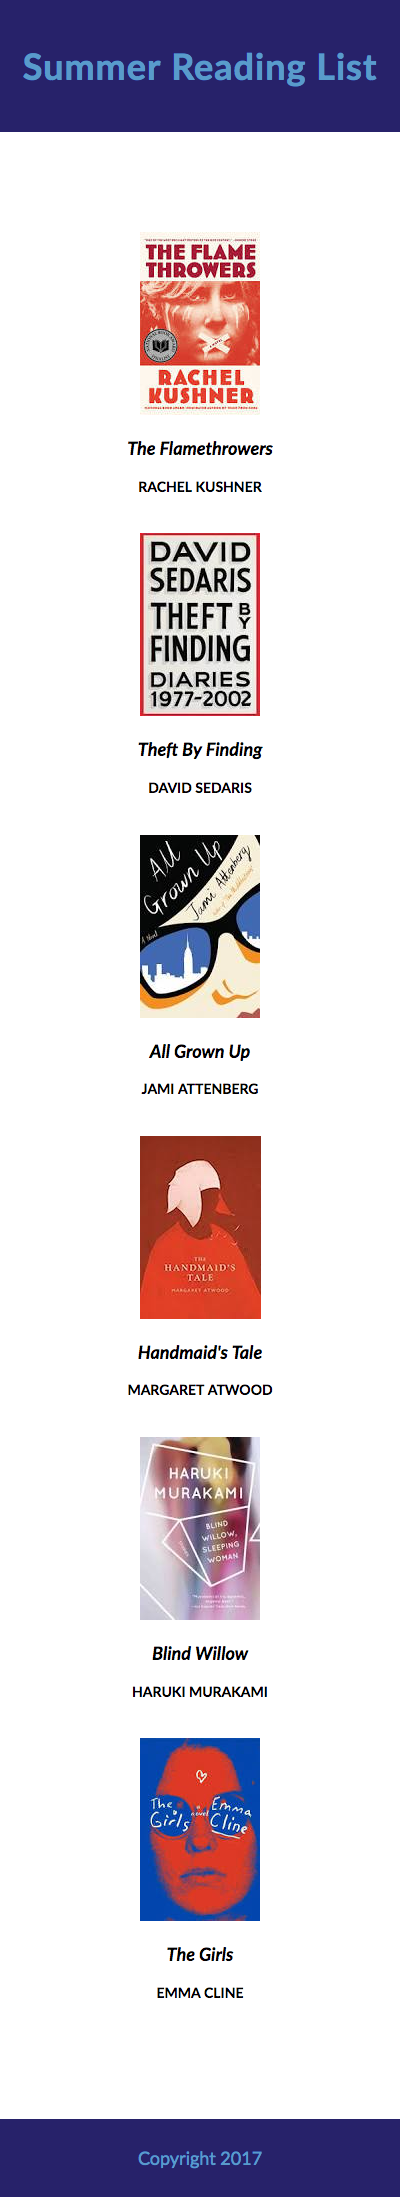 Summer Reading List
THE FLAME
THROWERS
A NOVEL
RACHEL
KUSHNER
The Flamethrowers
RACHEL KUSHNER
DAVID
SEDARIS
THEFT BY
FINDING
DIARIES
1977-2002
Theft By Finding
DAVID SEDARIS
All
Grown Up
Jami Attenberg
A Novel
All Grown Up
JAMI ATTENBERG
THE
HANDMAID'S
TALE
MARGARET ATWOOD
Handmaid's Tale
MARGARET ATWOOD
HARUKI
MURAKAMI
BLIND
WILLOW,
SLEEPING
WOMAN
Blind Willow
HARUKI MURAKAMI
The Girls
a novel
Emma Cline
The Girls
EMMA CLINE
Copyright 2017